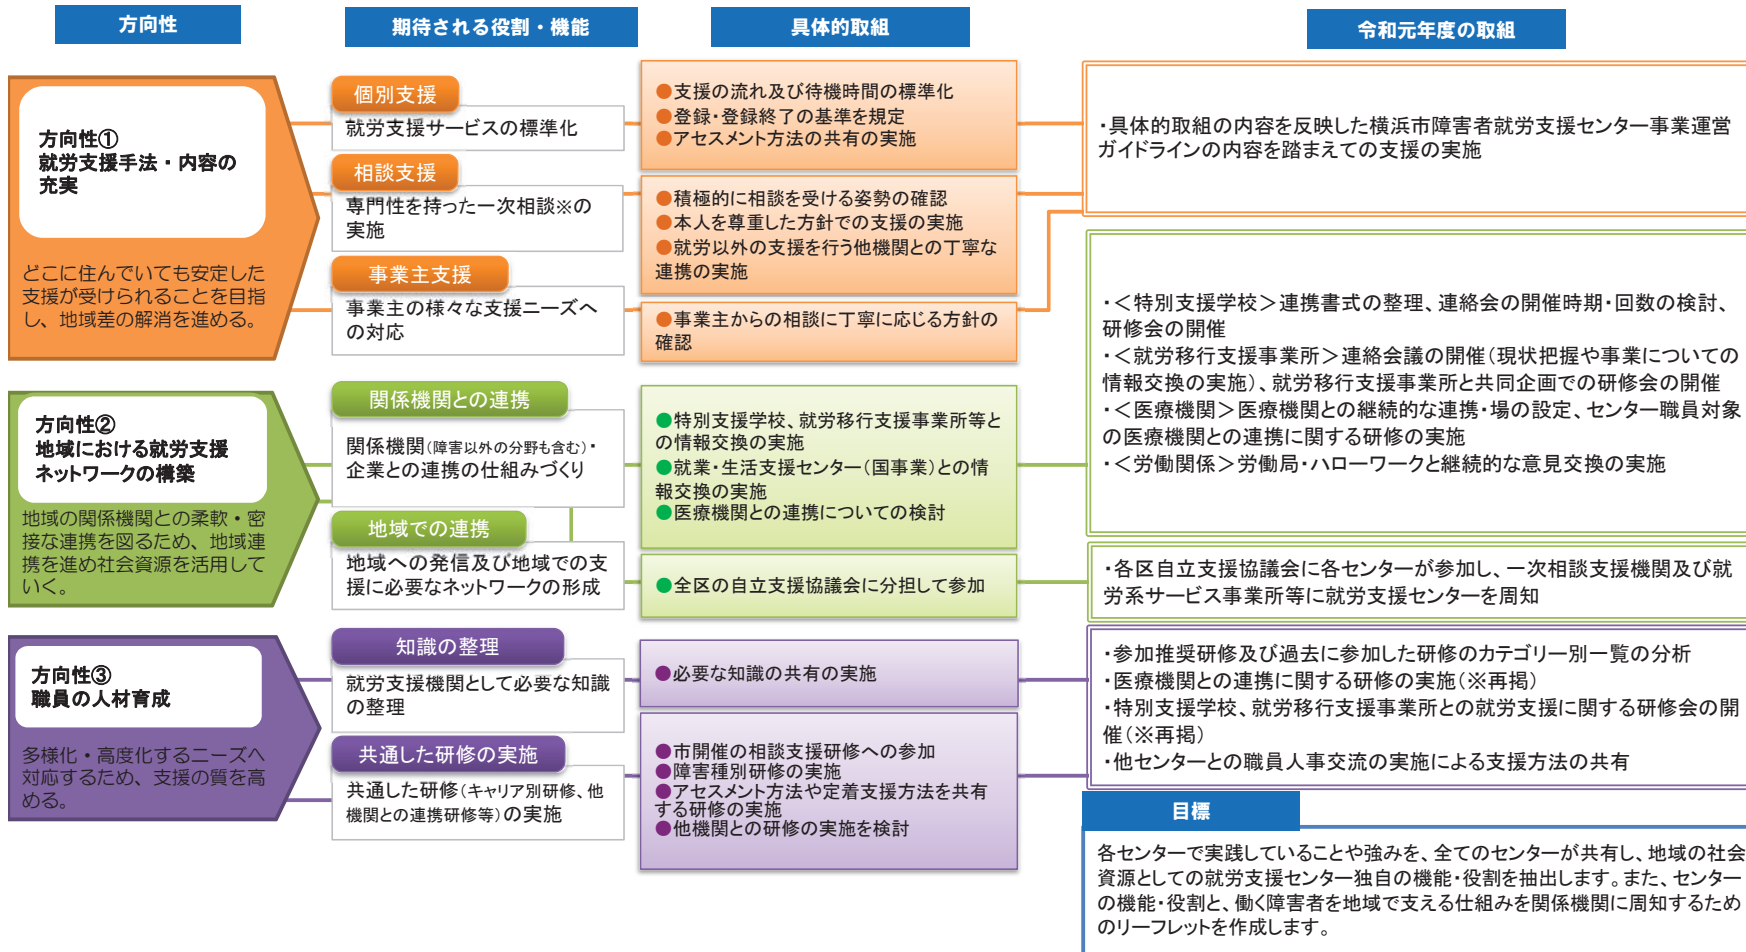 方向性
期待される役割・機能
具体的取組
令和元年度の取組
方向性①
就労支援手法・内容の
充実
どこに住んでいても安定した
支援が受けられることを目指
し、地域差の解消を進める。
個別支援
就労支援サービスの標準化
相談支援
専門性を持った一次相談※の
実施
事業主支援
事業主の様々な支援ニーズへ
の対応
●支援の流れ及び待機時間の標準化
●登録・登録終了の基準を規定
●アセスメント方法の共有の実施
●積極的に相談を受ける姿勢の確認
●本人を尊重した方針での支援の実施
●就労以外の支援を行う他機関との丁寧な
連携の実施
●事業主からの相談に丁寧に応じる方針の
確認
・具体的取組の内容を反映した横浜市障害者就労支援センター事業運営
ガイドラインの内容を踏まえての支援の実施
方向性②
地域における就労支援
ネットワークの構築
地域の関係機関との柔軟・密
接な連携を図るため、地域連
携を進め社会資源を活用して
いく。
関係機関との連携
関係機関(障害以外の分野も含む)・
企業との連携の仕組みづくり
地域での連携
地域への発信及び地域での支
援に必要なネットワークの形成
●特別支援学校、就労移行支援事業所等と
の情報交換の実施
●就業・生活支援センター(国事業)との情
報交換の実施
●医療機関との連携についての検討
●全区の自立支援協議会に分担して参加
・＜特別支援学校＞連携書式の整理、連絡会の開催時期・回数の検討、
研修会の開催
・＜就労移行支援事業所＞連絡会議の開催(現状把握や事業についての
情報交換の実施)、就労移行支援事業所と共同企画での研修会の開催
・＜医療機関＞医療機関との継続的な連携・場の設定、センター職員対象
の医療機関との連携に関する研修の実施
・＜労働関係＞労働局・ハローワークと継続的な意見交換の実施
・各区自立支援協議会に各センターが参加し、一次相談支援機関及び就
労系サービス事業所等に就労支援センターを周知
方向性③
職員の人材育成
多様化・高度化するニーズへ
対応するため、支援の質を高
める。
知識の整理
就労支援機関として必要な知識
の整理
共通した研修の実施
共通した研修(キャリア別研修、他
機関との連携研修等)の実施
●必要な知識の共有の実施
●市開催の相談支援研修への参加
●障害種別研修の実施
●アセスメント方法や定着支援方法を共有
する研修の実施
●他機関との研修の実施を検討
・参加推奨研修及び過去に参加した研修のカテゴリー別一覧の分析
・医療機関との連携に関する研修の実施(※再掲)
・特別支援学校、就労移行支援事業所との就労支援に関する研修会の開
催(※再掲)
・他センターとの職員人事交流の実施による支援方法の共有
目標
各センターで実践していることや強みを、全てのセンターが共有し、地域の社会
資源としての就労支援センター独自の機能・役割を抽出します。また、センター
の機能・役割と、働く障害者を地域で支える仕組みを関係機関に周知するため
のリーフレットを作成します。